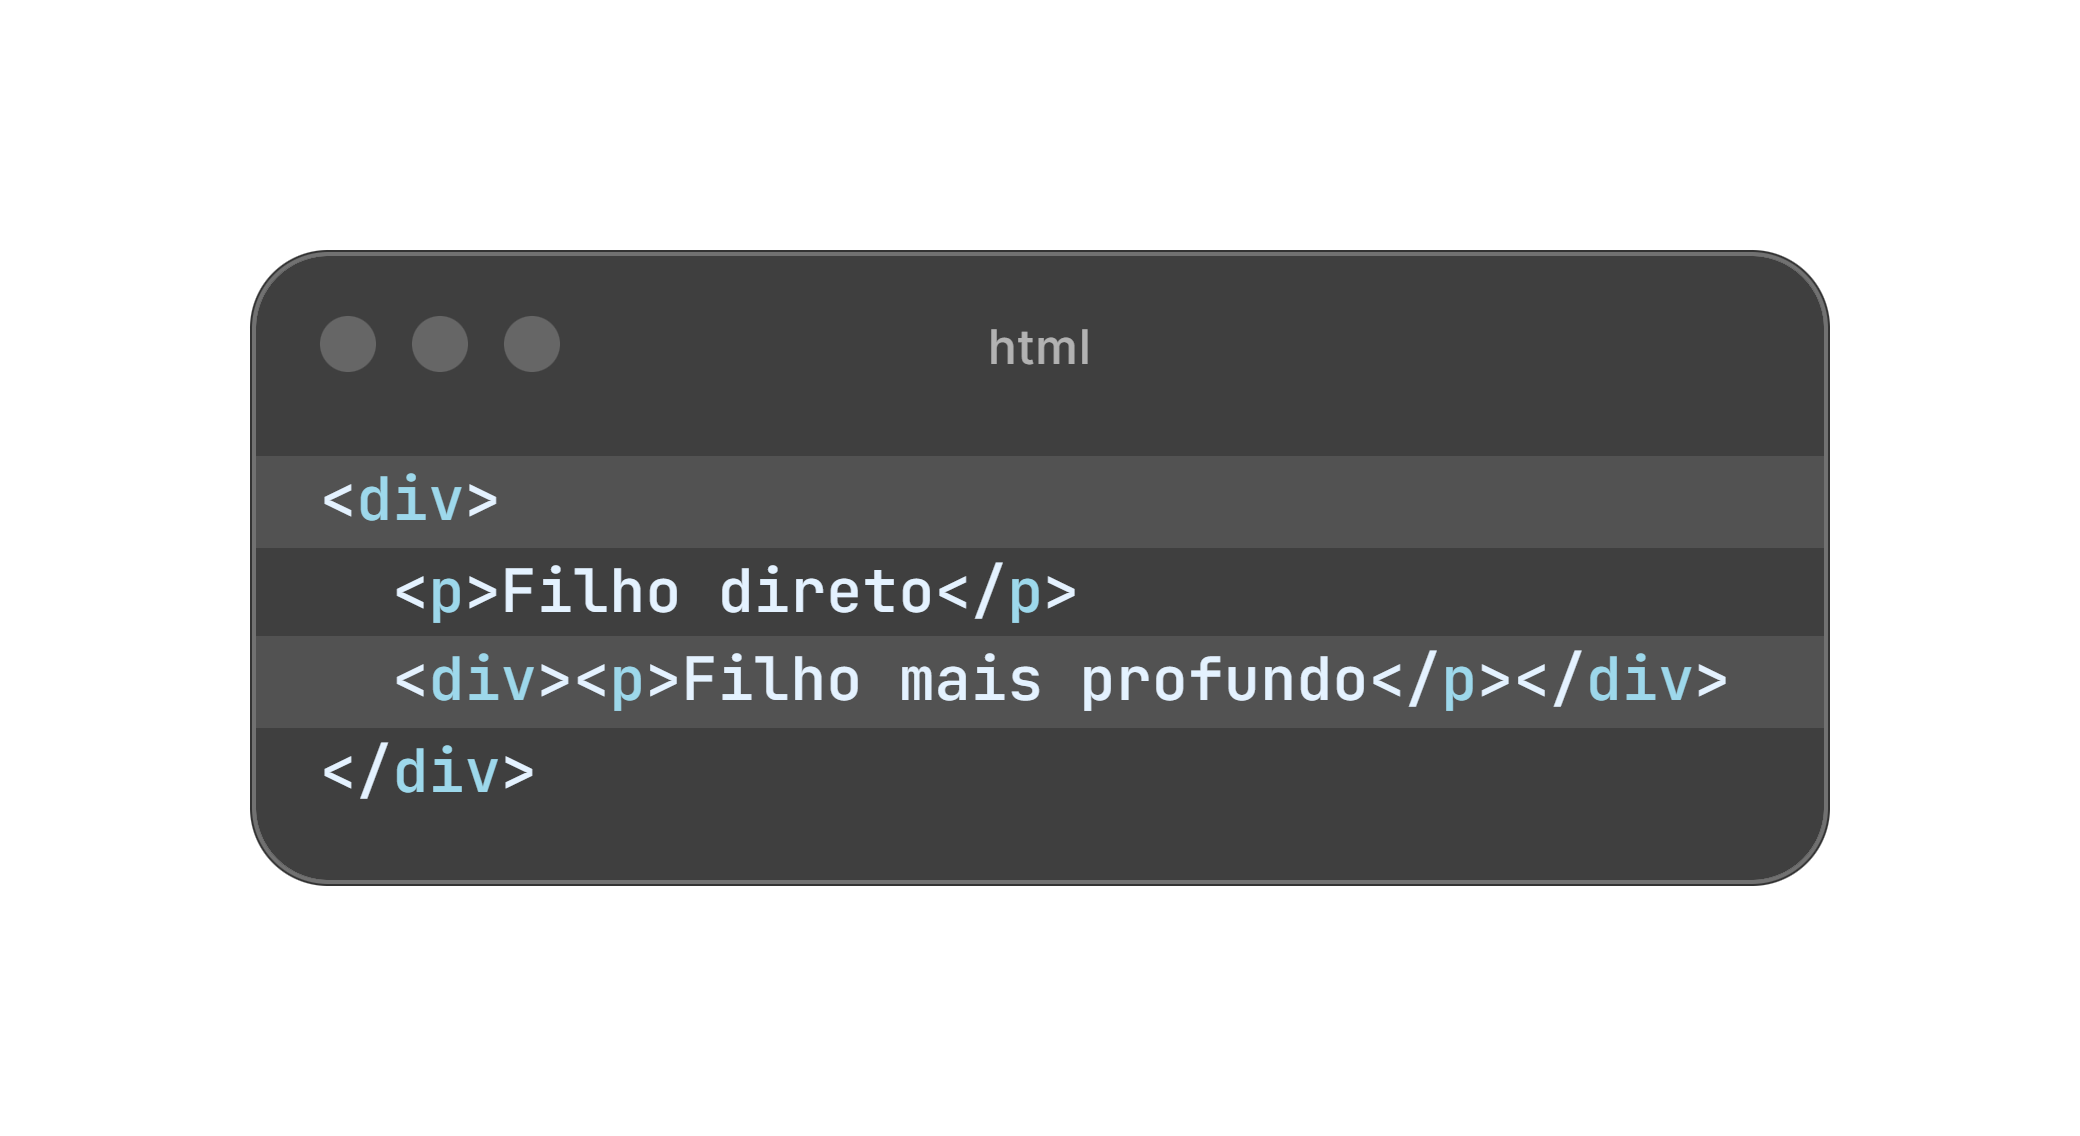 html
<div>
  <p>Filho direto</p>
  <div><p>Filho mais profundo</p></div>
</div>